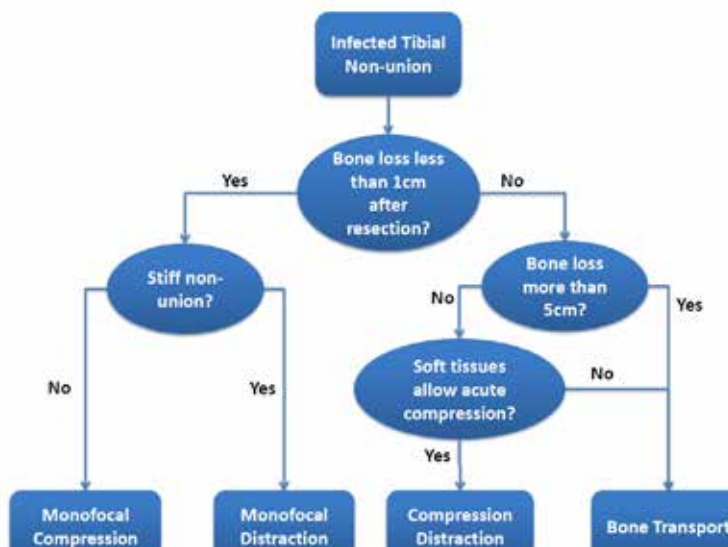 Infected Tibial
Non-union
Bone loss less
than 1cm
after
resection?
Yes
No
Stiff non-
union?
Bone loss
more than
5cm?
No
Yes
Soft tissues
allow acute
compression?
No
Yes
No
Yes
Monofocal
Compression
Monofocal
Distraction
Compression
Distraction
Bone Transport